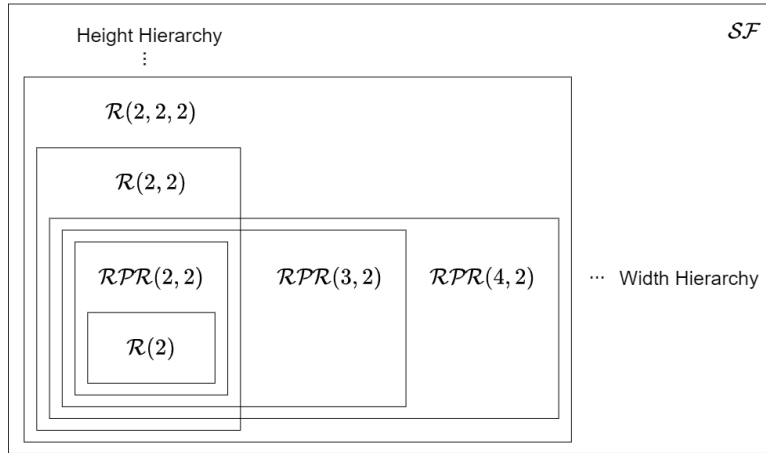 Height Hierarchy
⋮
𝒮ℱ
ℛ(2, 2, 2)
ℛ(2, 2)
ℛ𝒫ℛ(2, 2) ℛ𝒫ℛ(3, 2) ℛ𝒫ℛ(4, 2) ⋯ Width Hierarchy
ℛ(2)